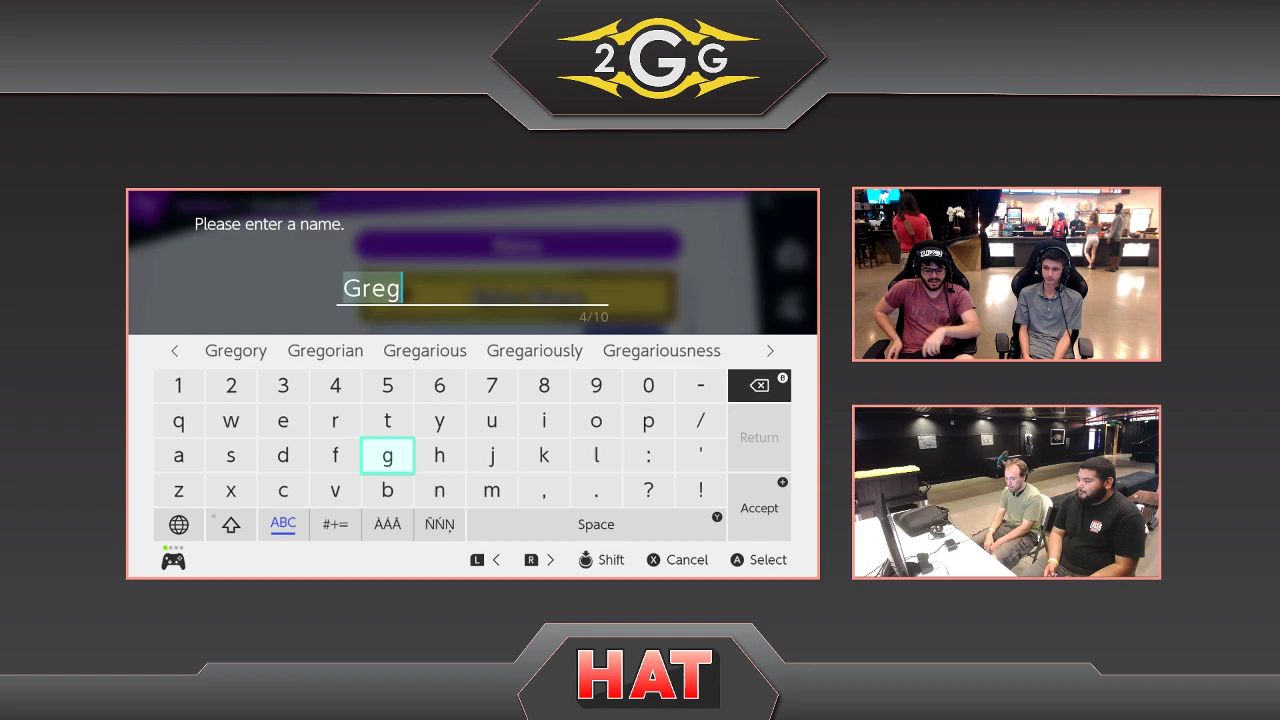 2GG
Please enter a name.
Greg
4/10
Gregory Gregorian Gregarious Gregariously Gregariousness
1 2 3 4 5 6 7 8 9 0 -
q w e r t y u i o p /
Return
a s d f g h j k l : '
z x c v b n m , . ? !
Accept
ABC #+= ÀÁÂ ÑŇŅ Space
L R Shift X Cancel A Select
HAT